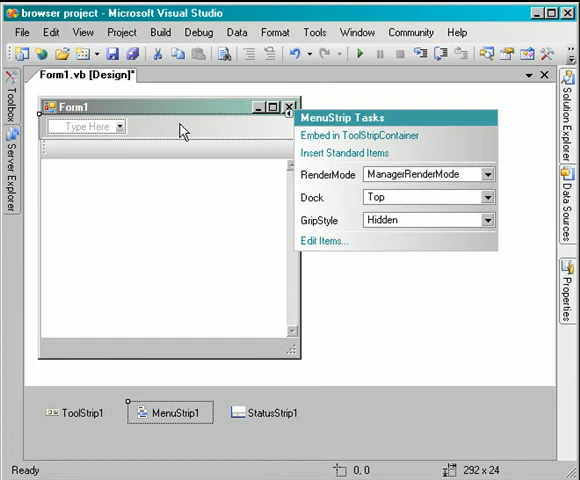 browser project - Microsoft Visual Studio
File Edit View Project Build Debug Data Format Tools Window Community Help
Form1.vb [Design]*
Toolbox
Server Explorer
Form1
Type Here
MenuStrip Tasks
Embed in ToolStripContainer
Insert Standard Items
RenderMode ManagerRenderMode
Dock Top
GripStyle Hidden
Edit Items...
Solution Explorer
Data Sources
Properties
ToolStrip1 MenuStrip1 StatusStrip1
Ready 0, 0 292 x 24